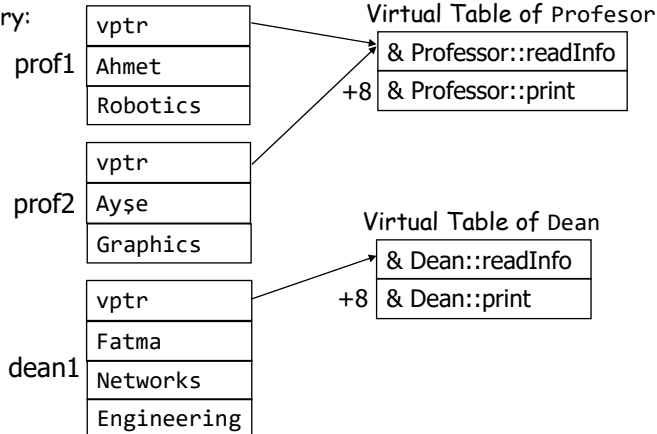 ry:
prof1
vptr
Ahmet
Robotics
prof2
vptr
Ayşe
Graphics
dean1
vptr
Fatma
Networks
Engineering
Virtual Table of Profesor
& Professor::readInfo
+8 & Professor::print
Virtual Table of Dean
& Dean::readInfo
+8 & Dean::print